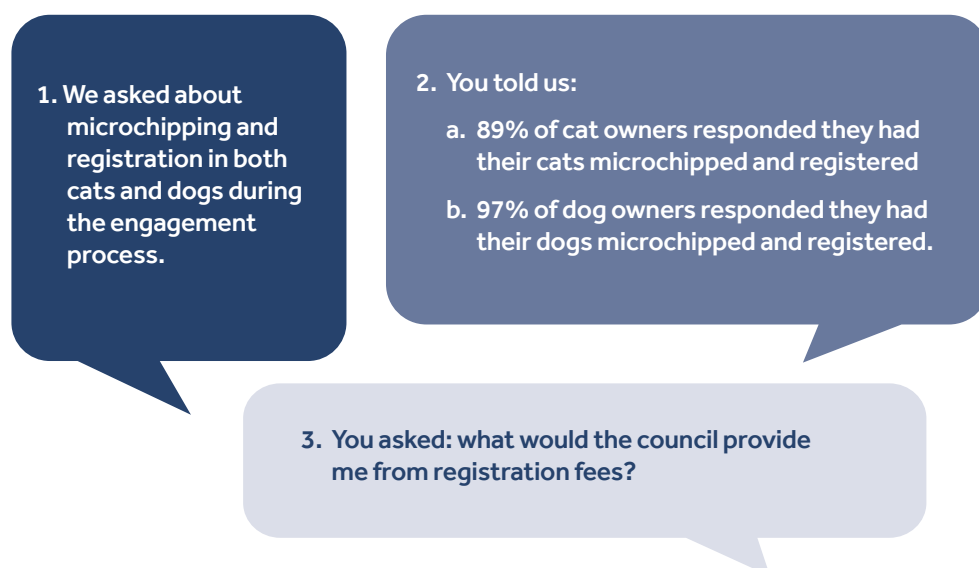 1. We asked about
microchipping and
registration in both
cats and dogs during
the engagement
process.
2. You told us:
a. 89% of cat owners responded they had
their cats microchipped and registered
b. 97% of dog owners responded they had
their dogs microchipped and registered.
3. You asked: what would the council provide
me from registration fees?